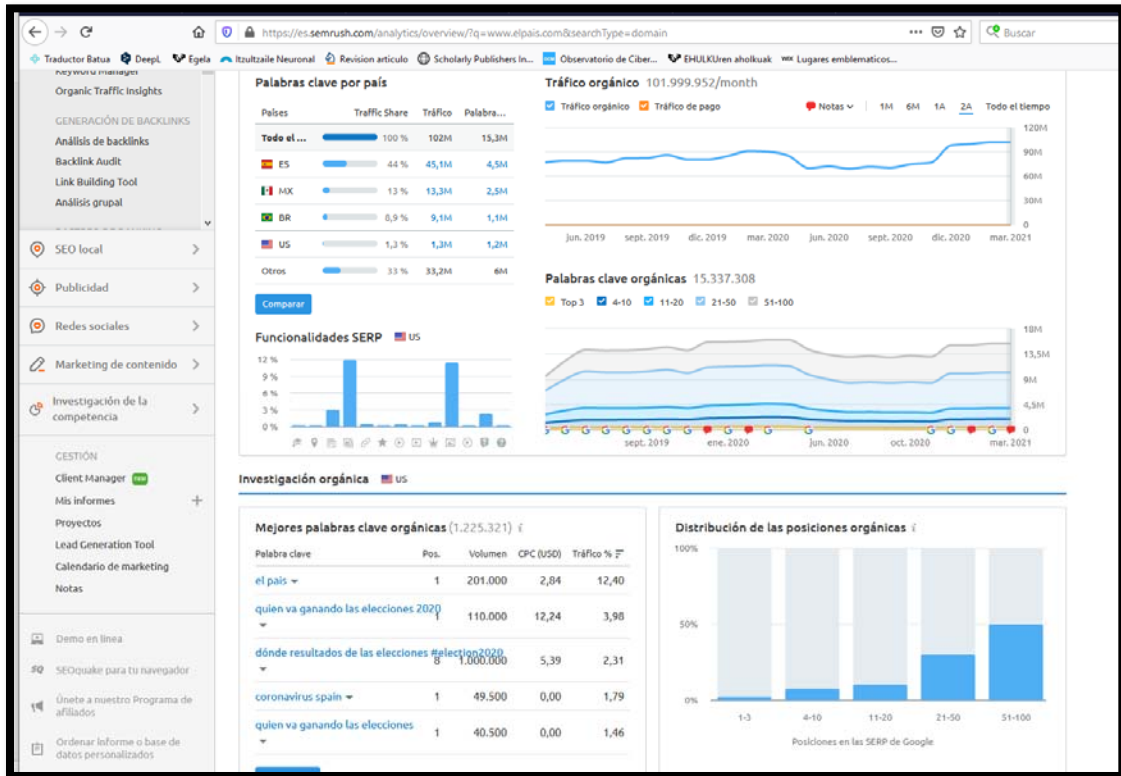 https://es.semrush.com/analytics/overview/?q=www.elpais.com&searchType=domain
Buscar
Traductor Batua DeepL Egela Itzultzaile Neuronal Revision articulo Scholarly Publishers In... Observatorio de Ciber... EHULKUren aholkuak Lugares emblematicos...
Keyword Manager
Organic Traffic Insights
GENERACIÓN DE BACKLINKS
Análisis de backlinks
Backlink Audit
Link Building Tool
Análisis grupal
SEO local
Publicidad
Redes sociales
Marketing de contenido
Investigación de la
competencia
GESTIÓN
Client Manager new
Mis informes
Proyectos
Lead Generation Tool
Calendario de marketing
Notas
Demo en línea
SQ SEOquake para tu navegador
Únete a nuestro Programa de
afiliados
Ordenar informe o base de
datos personalizados
Palabras clave por país
Países Traffic Share Tráfico Palabra...
Todo el ... 100 % 102M 15,3M
ES 44 % 45,1M 4,5M
MX 13 % 13,3M 2,5M
BR 8,9 % 9,1M 1,1M
US 1,3 % 1,3M 1,2M
Otros 33 % 33,2M 6M
Comparar
Funcionalidades SERP US
12 %
9 %
6 %
3 %
0 %
Tráfico orgánico 101.999.952/month
Tráfico orgánico Tráfico de pago Notas 1M 6M 1A 2A Todo el tiempo
120M
90M
60M
30M
0
jun. 2019 sept. 2019 dic. 2019 mar. 2020 jun. 2020 sept. 2020 dic. 2020 mar. 2021
Palabras clave orgánicas 15.337.308
Top 3 4-10 11-20 21-50 51-100
18M
13,5M
9M
4,5M
0
G G G G G G G G G G G G G G
sept. 2019 ene. 2020 jun. 2020 oct. 2020 mar. 2021
Investigación orgánica US
Mejores palabras clave orgánicas (1.225.321) i
Palabra clave Pos. Volumen CPC (USD) Tráfico %
el pais 1 201.000 2,84 12,40
quien va ganando las elecciones 2020 1 110.000 12,24 3,98
dónde resultados de las elecciones #election2020 8 1.000.000 5,39 2,31
coronavirus spain 1 49.500 0,00 1,79
quien va ganando las elecciones 1 40.500 0,00 1,46
Distribución de las posiciones orgánicas i
100%
50%
0%
1-3 4-10 11-20 21-50 51-100
Posiciones en las SERP de Google